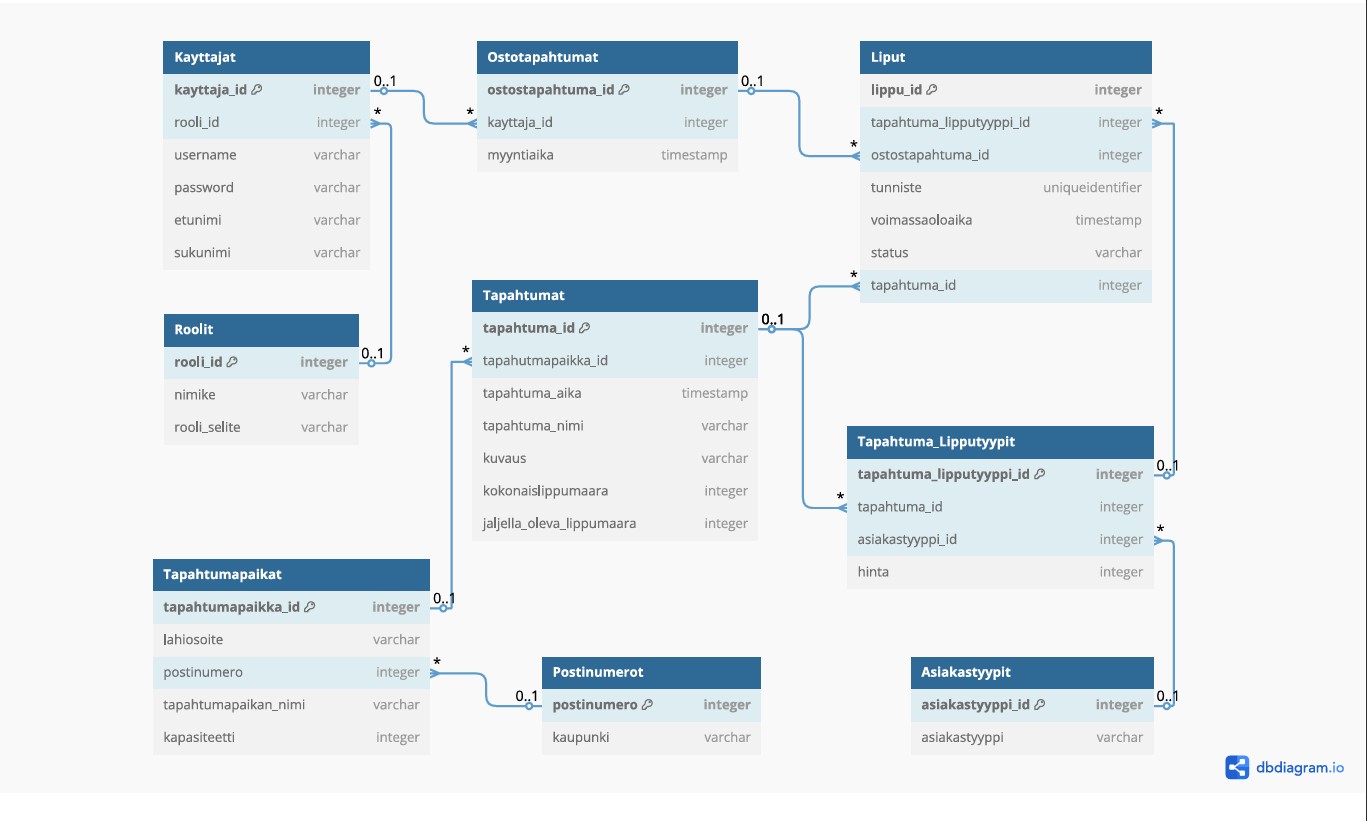 Kayttajat
kayttaja_id integer
rooli_id integer
username varchar
password varchar
etunimi varchar
sukunimi varchar
0..1
*
*
Ostotapahtumat
ostostapahtuma_id integer
kayttaja_id integer
myyntiaika timestamp
0..1
*
Liput
lippu_id integer
tapahtuma_lipputyyppi_id integer
ostostapahtuma_id integer
tunniste uniqueidentifier
voimassaoloaika timestamp
status varchar
tapahtuma_id integer
*
*
Roolit
rooli_id integer
nimike varchar
rooli_selite varchar
0..1
Tapahtumat
tapahtuma_id integer
tapahutmapaikka_id integer
tapahtuma_aika timestamp
tapahtuma_nimi varchar
kuvaus varchar
kokonaislippumaara integer
jaljella_oleva_lippumaara integer
0..1
*
Tapahtuma_Lipputyypit
tapahtuma_lipputyyppi_id integer
tapahtuma_id integer
asiakastyyppi_id integer
hinta integer
0..1
*
*
Tapahtumapaikat
tapahtumapaikka_id integer
lahiosoite varchar
postinumero integer
tapahtumapaikan_nimi varchar
kapasiteetti integer
0..1
*
Postinumerot
postinumero integer
kaupunki varchar
0..1
Asiakastyypit
asiakastyyppi_id integer
asiakastyyppi varchar
0..1
dbdiagram.io